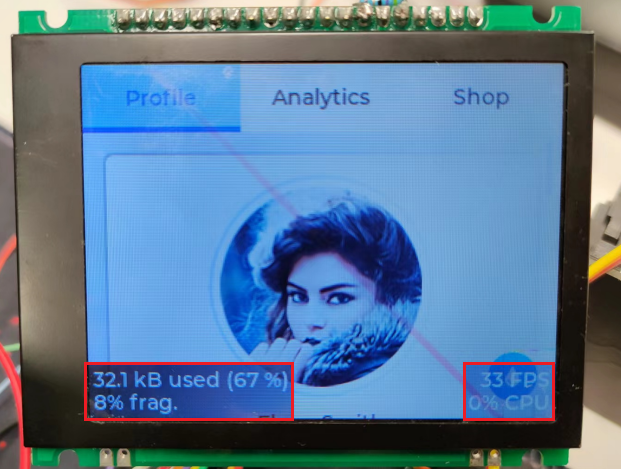 Profile Analytics Shop
32.1 kB used (67 %)
8% frag.
33 FPS
0% CPU